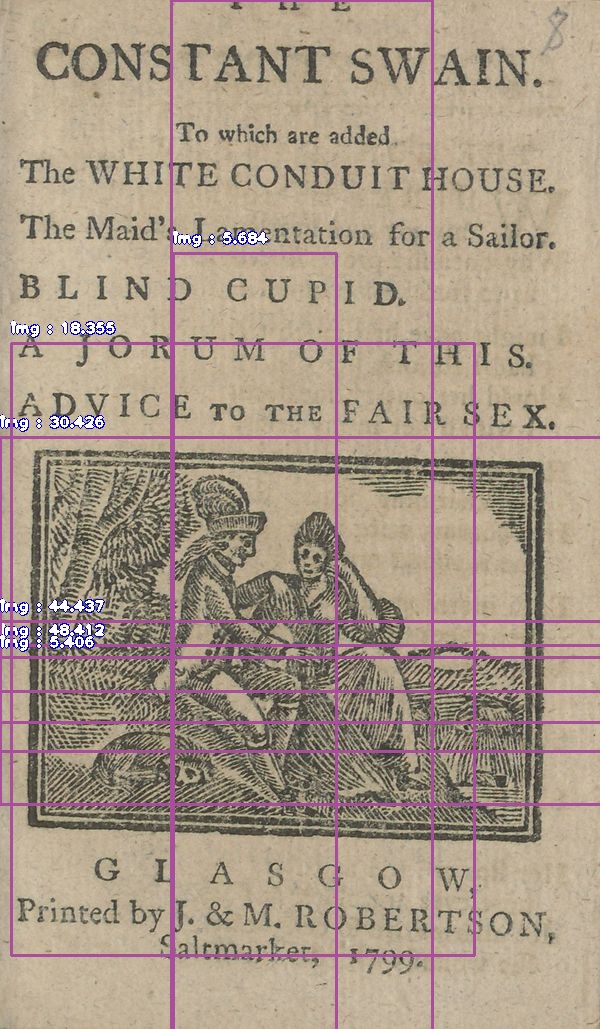 THE
8
CONSTANT SWAIN.
To which are added.
The WHITE CONDUIT HOUSE.
The Maid's Lamentation for a Sailor.
Img : 5.684
BLIND CUPID.
Img : 18.355
A JORUM OF THIS.
ADVICE TO THE FAIR SEX.
Img : 30.426
Img : 44.437
Img : 48.412
Img : 5.406
GLASGOW,
Printed by J. & M. ROBERTSON,
Saltmarket, 1799.